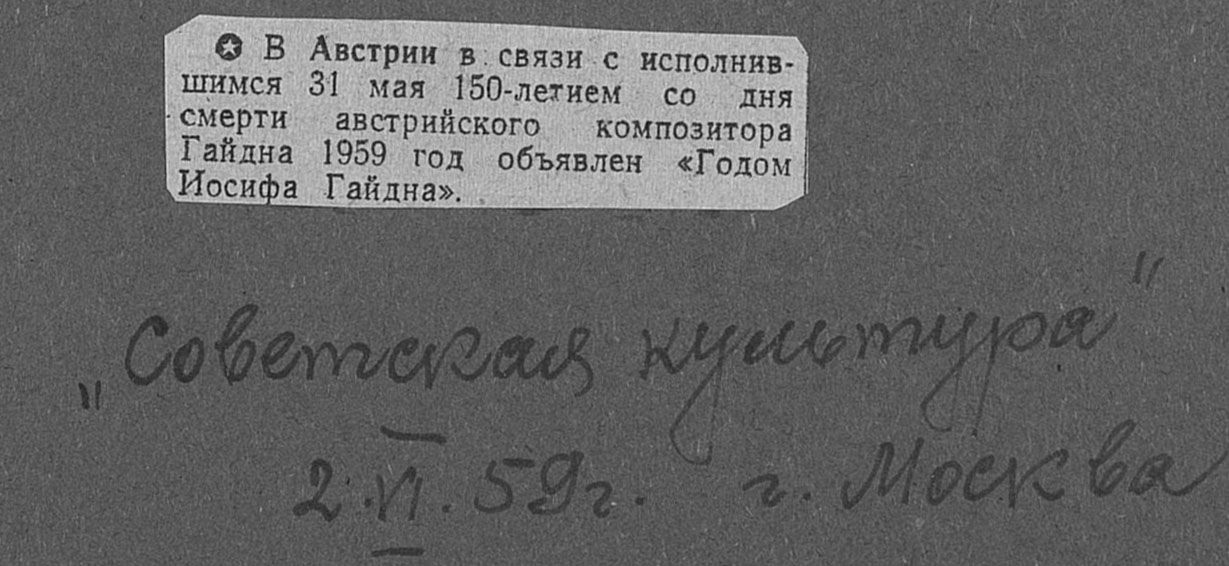 ✪ В Австрии в связи с исполнив-
шимся 31 мая 150-летием со дня
смерти австрийского композитора
Гайдна 1959 год объявлен «Годом
Иосифа Гайдна».
„Советская культура"
2.VI.59г. г. Москва